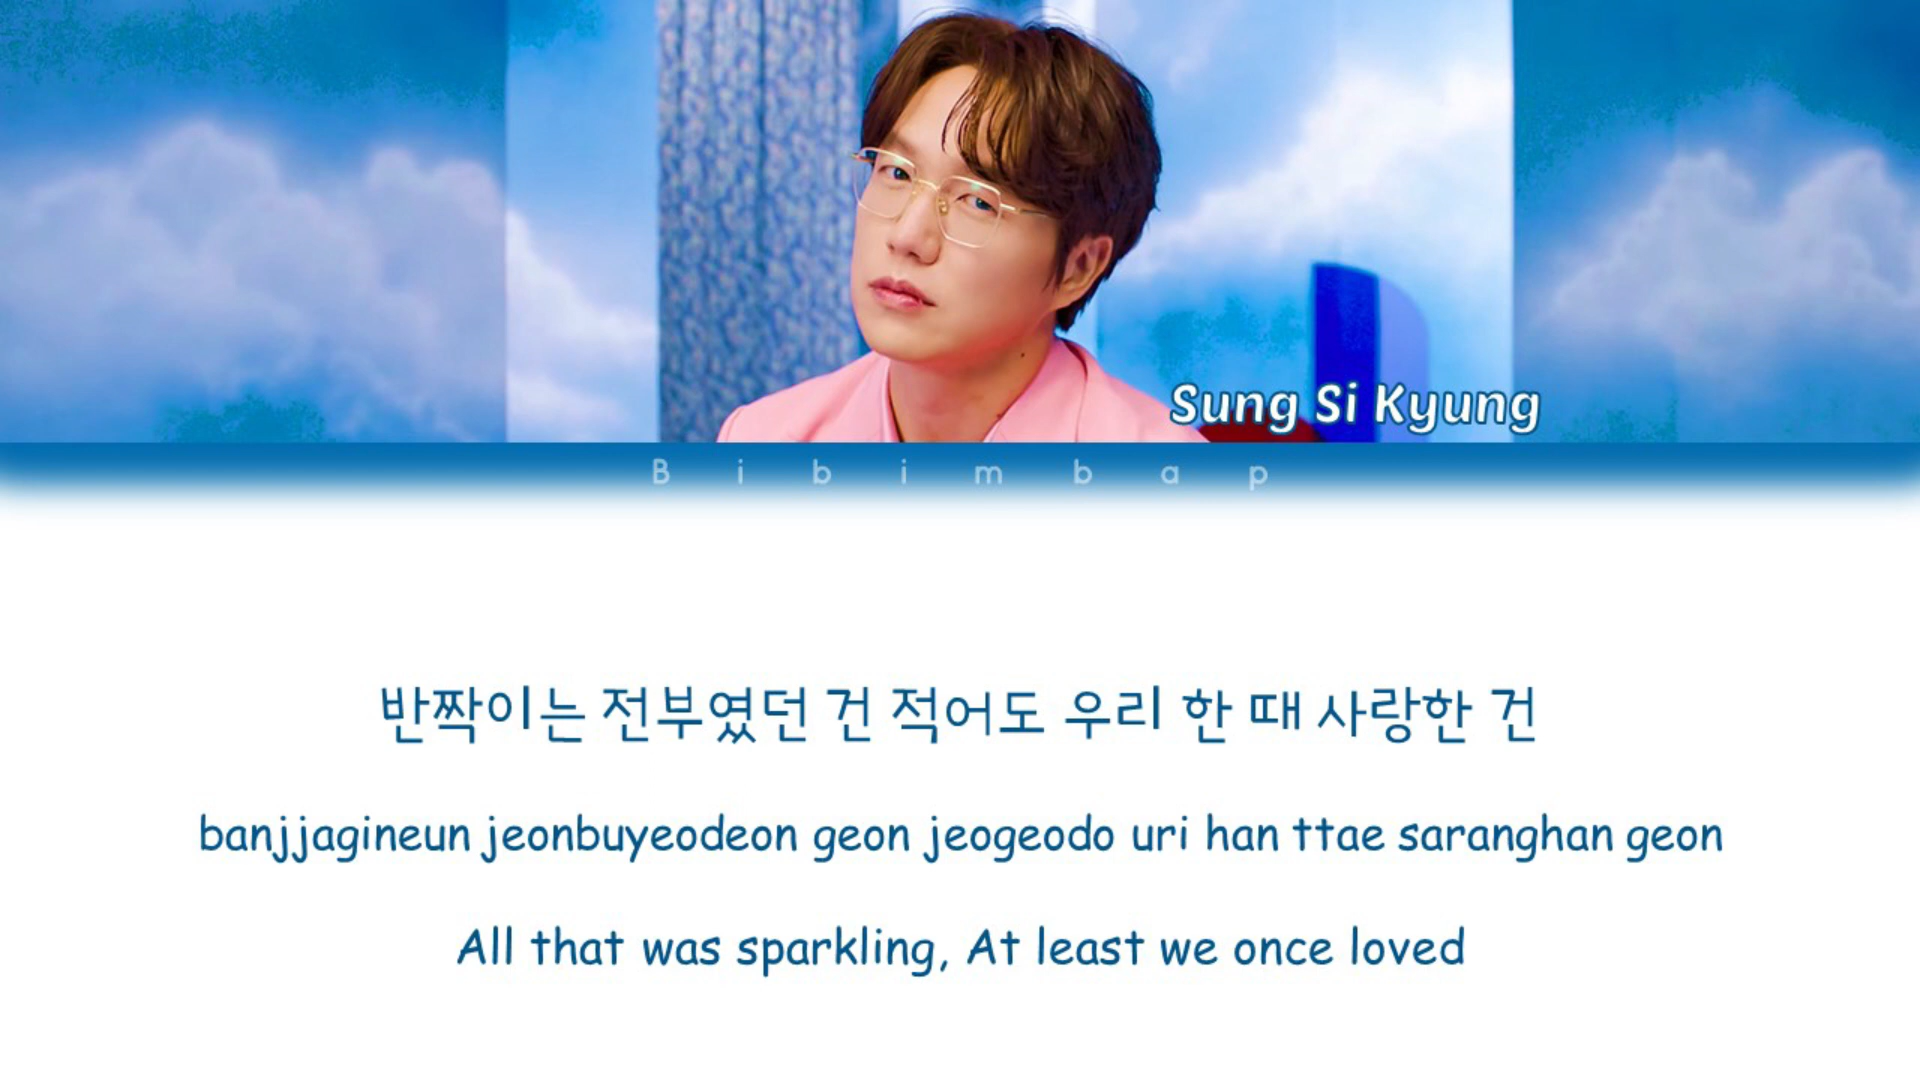 Sung Si Kyung
Bibimbap
반짝이는 전부였던 건 적어도 우리 한 때 사랑한 건
banjjagineun jeonbuyeodeon geon jeogeodo uri han ttae saranghan geon
All that was sparkling, At least we once loved